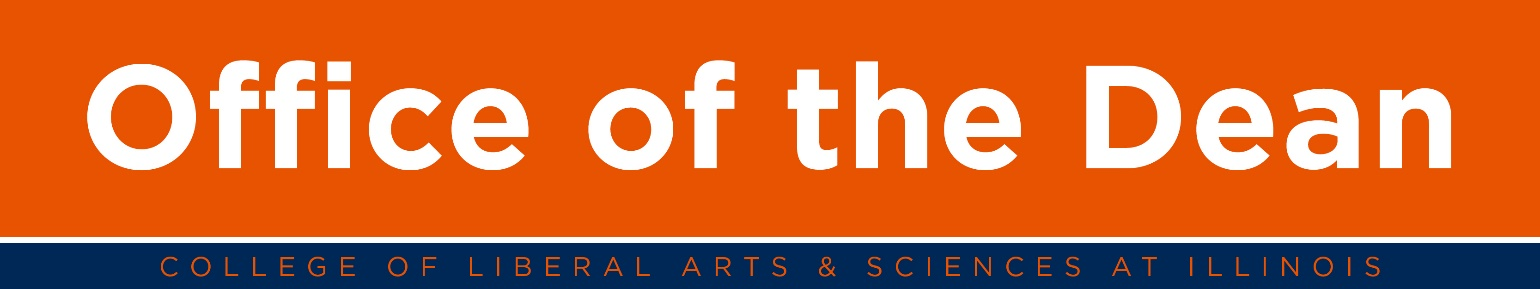 Office of the Dean
COLLEGE OF LIBERAL ARTS & SCIENCES AT ILLINOIS